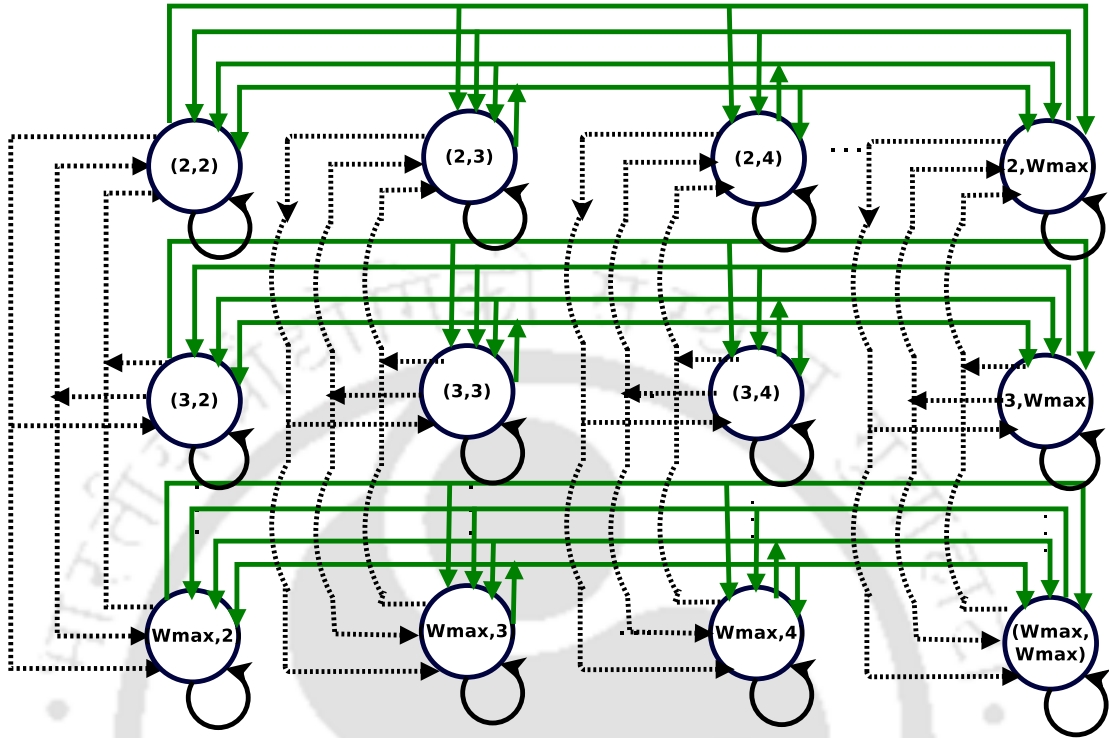 (2,2) (2,3) (2,4) 2,Wmax
(3,2) (3,3) (3,4) 3,Wmax
Wmax,2 Wmax,3 Wmax,4 (Wmax,
Wmax)